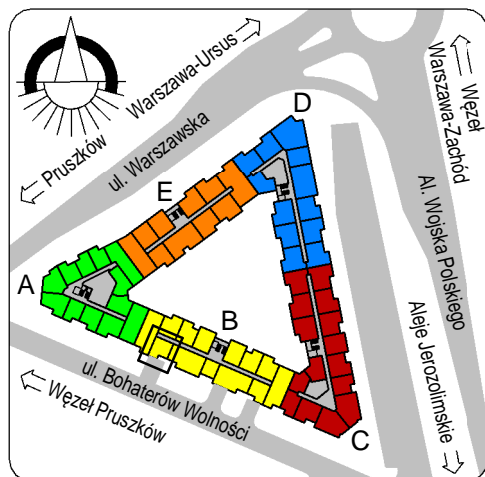 Warszawa-Ursus
Pruszków
ul. Warszawska
D
Węzeł
Warszawa-Zachód
Al. Wojska Polskiego
E
A
B
Aleje Jerozolimskie
ul. Bohaterów Wolności
Węzeł Pruszków
C